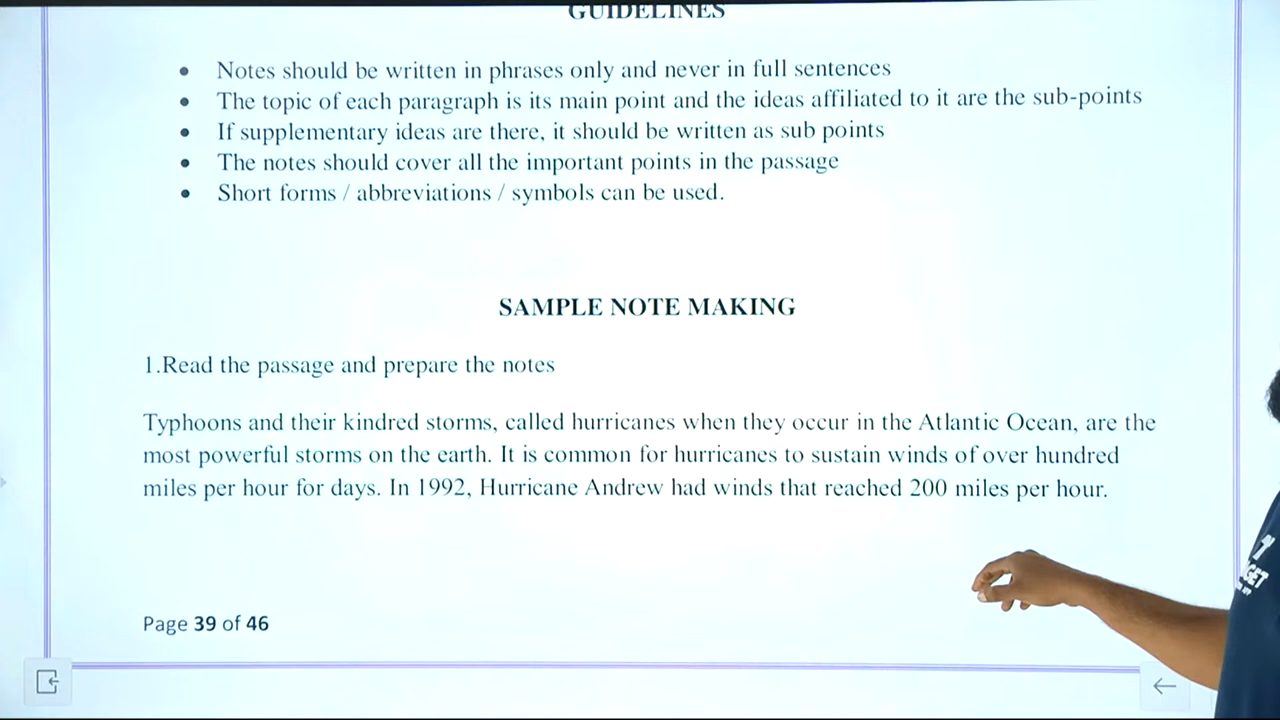 GUIDELINES
• Notes should be written in phrases only and never in full sentences
• The topic of each paragraph is its main point and the ideas affiliated to it are the sub-points
• If supplementary ideas are there, it should be written as sub points
• The notes should cover all the important points in the passage
• Short forms / abbreviations / symbols can be used.
SAMPLE NOTE MAKING
1.Read the passage and prepare the notes
Typhoons and their kindred storms, called hurricanes when they occur in the Atlantic Ocean, are the
most powerful storms on the earth. It is common for hurricanes to sustain winds of over hundred
miles per hour for days. In 1992, Hurricane Andrew had winds that reached 200 miles per hour.
Page 39 of 46